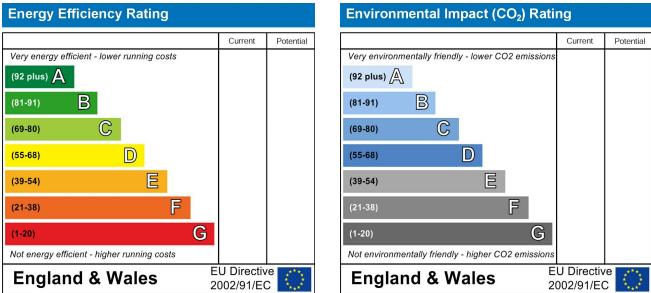 Energy Efficiency Rating
Current Potential
Very energy efficient - lower running costs
(92 plus) A
(81-91) B
(69-80) C
(55-68) D
(39-54) E
(21-38) F
(1-20) G
Not energy efficient - higher running costs
England & Wales
EU Directive
2002/91/EC
Environmental Impact (CO₂) Rating
Current Potential
Very environmentally friendly - lower CO2 emissions
(92 plus) A
(81-91) B
(69-80) C
(55-68) D
(39-54) E
(21-38) F
(1-20) G
Not environmentally friendly - higher CO2 emissions
England & Wales
EU Directive
2002/91/EC